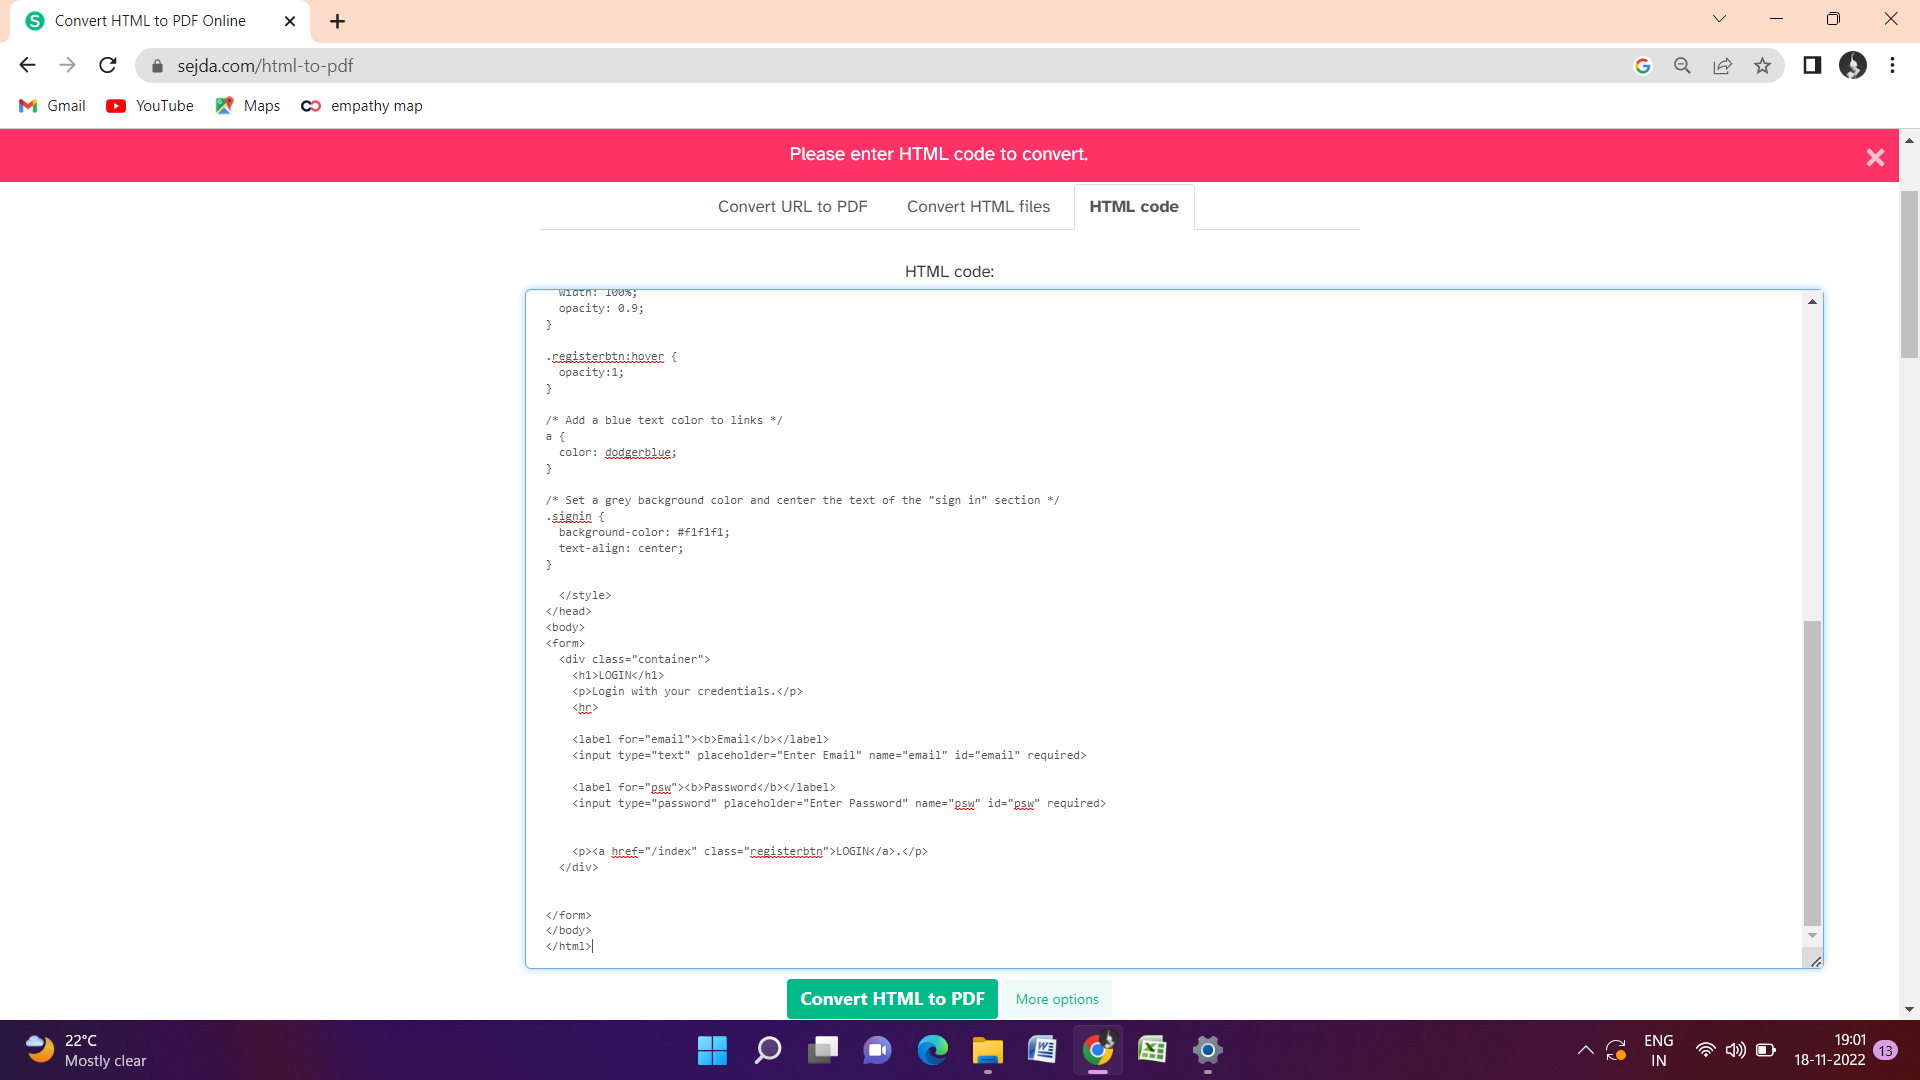 Convert HTML to PDF Online
sejda.com/html-to-pdf
Gmail YouTube Maps empathy map
Please enter HTML code to convert.
Convert URL to PDF Convert HTML files HTML code
HTML code:
width: 100%;
opacity: 0.9;
}
.registerbtn:hover {
opacity:1;
}
/* Add a blue text color to links */
a {
color: dodgerblue;
}
/* Set a grey background color and center the text of the "sign in" section */
.signin {
background-color: #f1f1f1;
text-align: center;
}
</style>
</head>
<body>
<form>
<div class="container">
<h1>LOGIN</h1>
<p>Login with your credentials.</p>
<hr>
<label for="email"><b>Email</b></label>
<input type="text" placeholder="Enter Email" name="email" id="email" required>
<label for="psw"><b>Password</b></label>
<input type="password" placeholder="Enter Password" name="psw" id="psw" required>
<p><a href="/index" class="registerbtn">LOGIN</a>.</p>
</div>
</form>
</body>
</html>
Convert HTML to PDF More options
22°C
Mostly clear
ENG
IN
19:01
18-11-2022
13